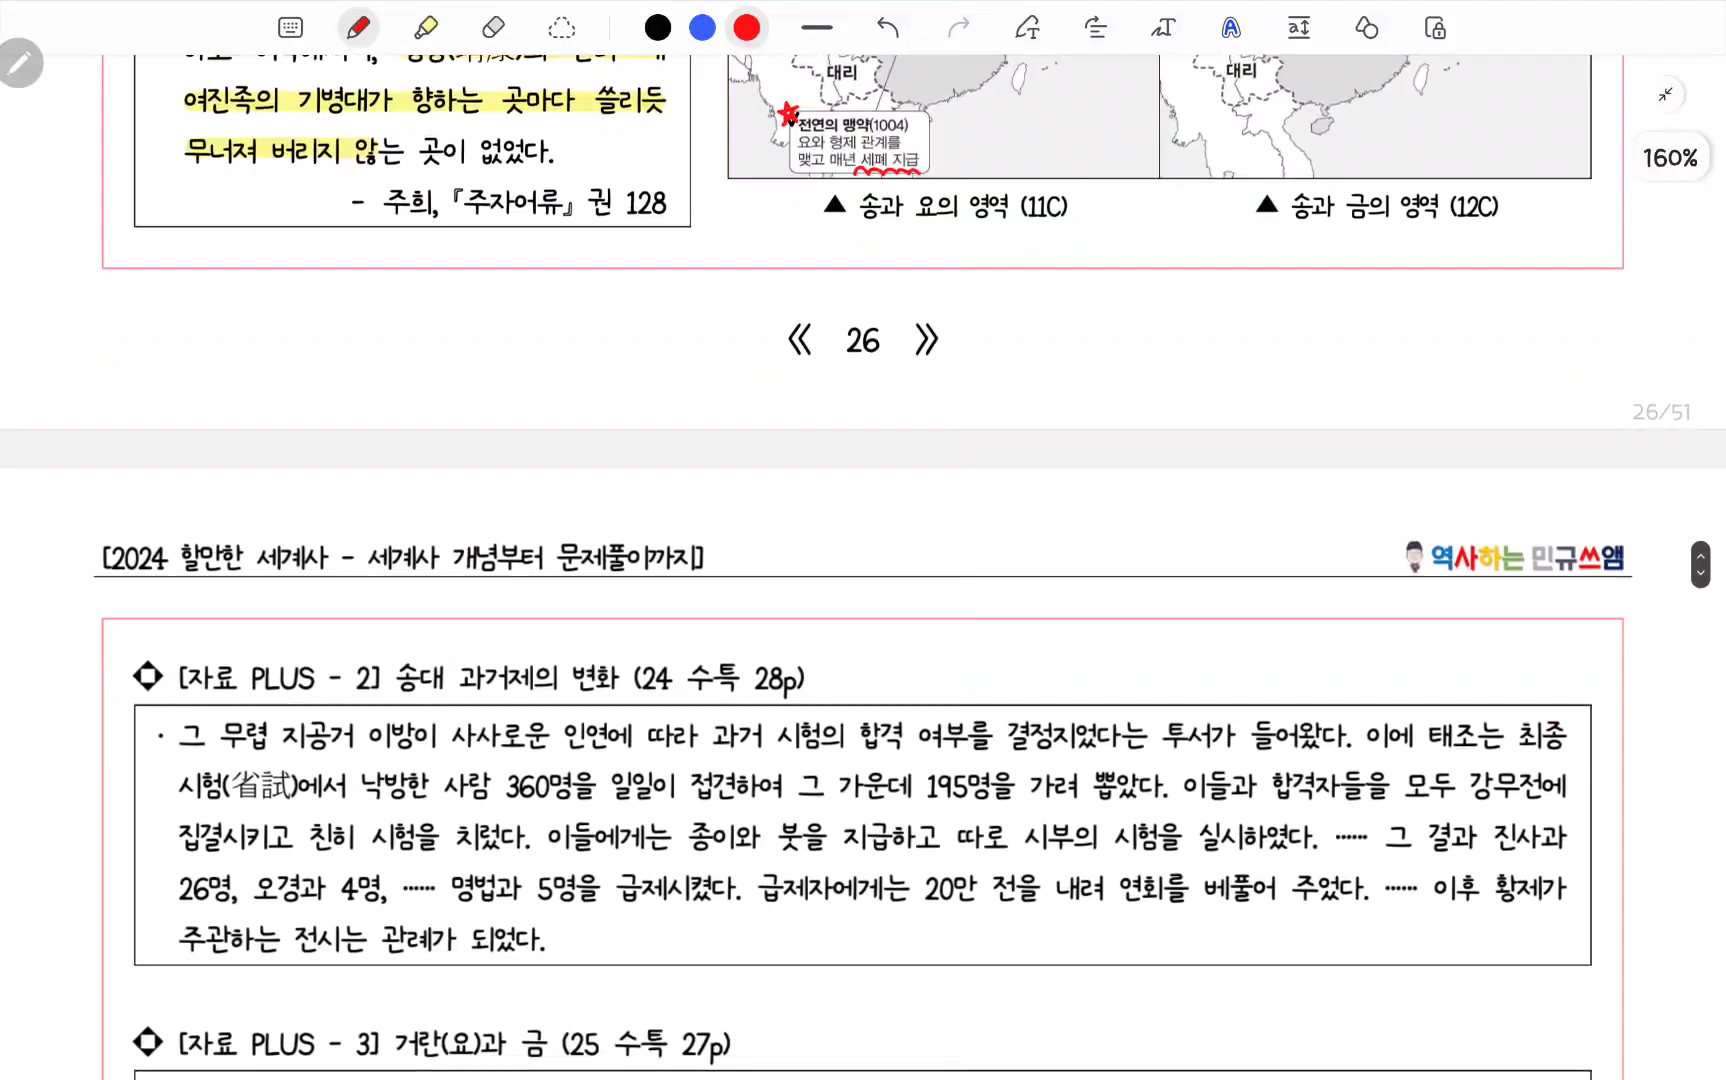 160%
대리
대리
여진족의 기병대가 향하는 곳마다 쓸리듯
무너져 버리지 않는 곳이 없었다.
- 주희, 『주자어류』 권 128
전연의 맹약(1004)
요와 형제 관계를
맺고 매년 세폐 지급
▲ 송과 요의 영역 (11C)
▲ 송과 금의 영역 (12C)
《 26 》
26/51
[2024 할만한 세계사 - 세계사 개념부터 문제풀이까지]
역사하는 민규쓰앰
[자료 PLUS - 2] 송대 과거제의 변화 (24 수특 28p)
· 그 무렵 지공거 이방이 사사로운 인연에 따라 과거 시험의 합격 여부를 결정지었다는 투서가 들어왔다. 이에 태조는 최종
시험(省試)에서 낙방한 사람 360명을 일일이 접견하여 그 가운데 195명을 가려 뽑았다. 이들과 합격자들을 모두 강무전에
집결시키고 친히 시험을 치렀다. 이들에게는 종이와 붓을 지급하고 따로 시부의 시험을 실시하였다. …… 그 결과 진사과
26명, 오경과 4명, …… 명법과 5명을 급제시켰다. 급제자에게는 20만 전을 내려 연회를 베풀어 주었다. …… 이후 황제가
주관하는 전시는 관례가 되었다.
[자료 PLUS - 3] 거란(요)과 금 (25 수특 27p)